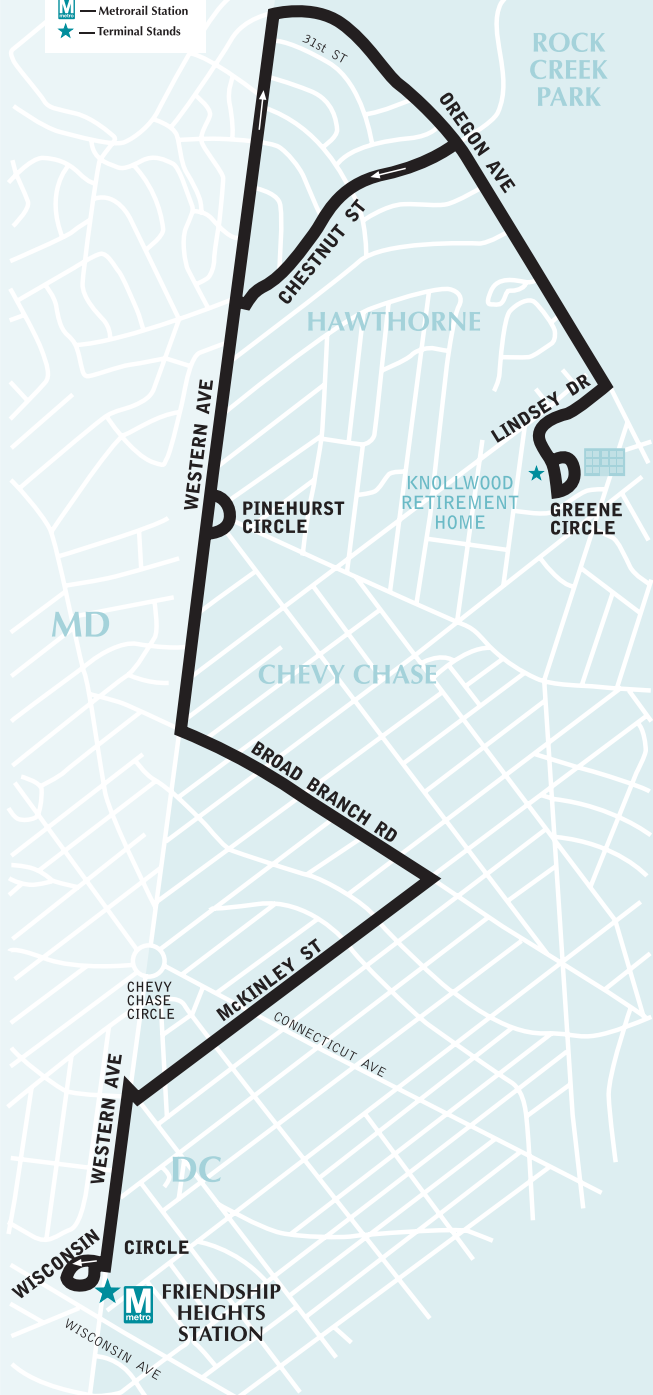 M
metro
Metrorail Station
Terminal Stands
31st ST
ROCK
CREEK
PARK
OREGON AVE
CHESTNUT ST
HAWTHORNE
WESTERN AVE
LINDSEY DR
KNOLLWOOD
RETIREMENT
HOME
GREENE
CIRCLE
PINEHURST
CIRCLE
MD
CHEVY CHASE
BROAD BRANCH RD
McKINLEY ST
CHEVY
CHASE
CIRCLE
CONNECTICUT AVE
WESTERN AVE
DC
WISCONSIN
CIRCLE
M
metro
FRIENDSHIP
HEIGHTS
STATION
WISCONSIN AVE